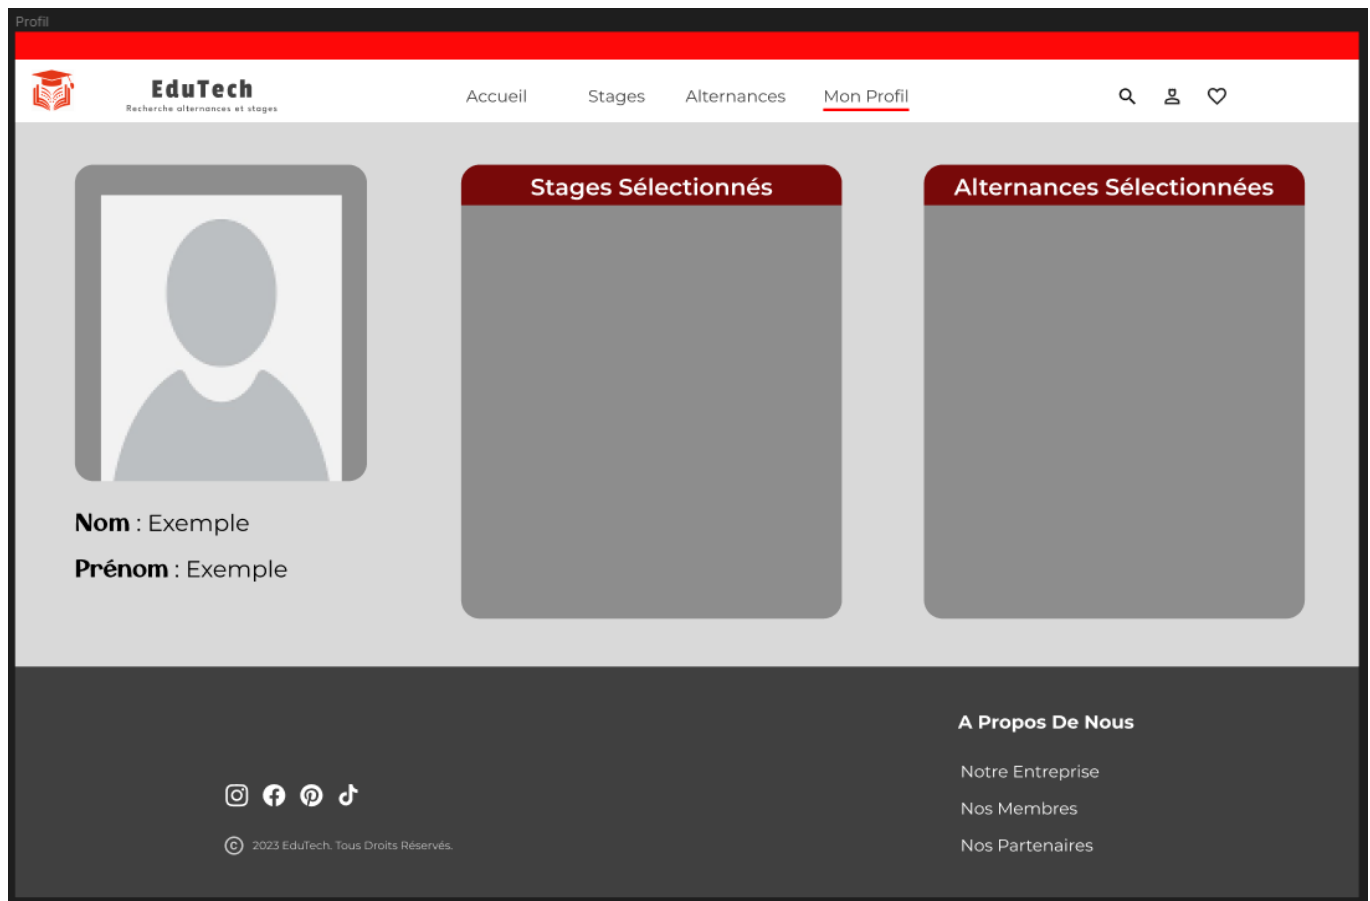 Profil
EduTech
Recherche alternances et stages
Accueil
Stages
Alternances
Mon Profil
Stages Sélectionnés
Alternances Sélectionnées
Nom : Exemple
Prénom : Exemple
A Propos De Nous
Notre Entreprise
Nos Membres
Nos Partenaires
© 2023 EduTech. Tous Droits Réservés.